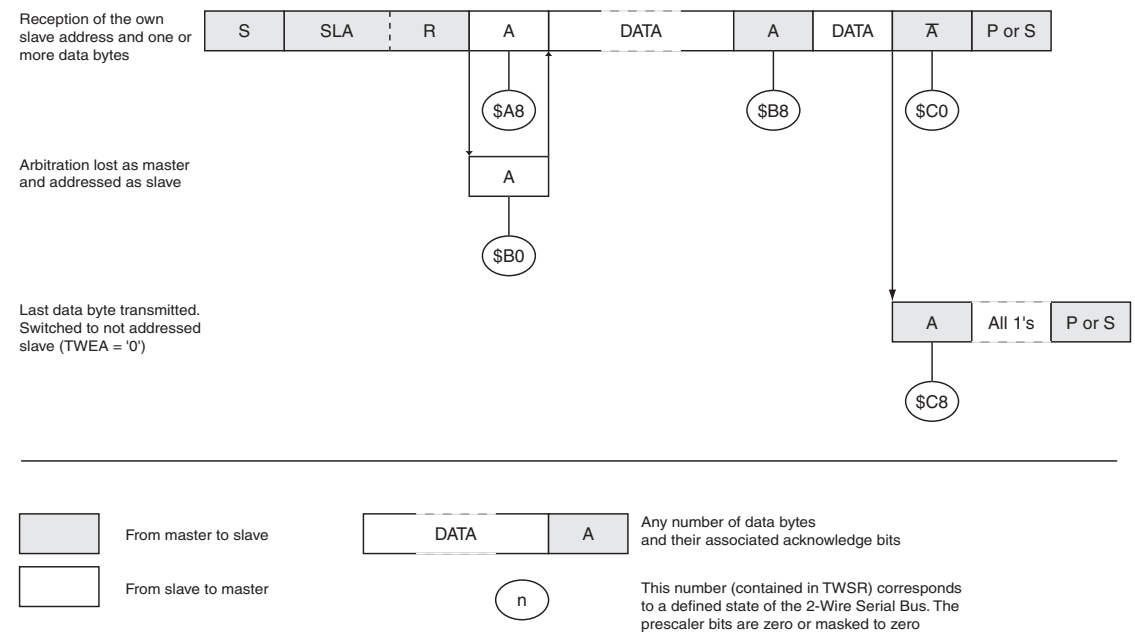 Reception of the own
slave address and one or
more data bytes
S SLA R A DATA A DATA A̅ P or S
$A8 $B8 $C0
Arbitration lost as master
and addressed as slave
A
$B0
Last data byte transmitted.
Switched to not addressed
slave (TWEA = '0')
A All 1's P or S
$C8
From master to slave
DATA A
Any number of data bytes
and their associated acknowledge bits
From slave to master
n
This number (contained in TWSR) corresponds
to a defined state of the 2-Wire Serial Bus. The
prescaler bits are zero or masked to zero